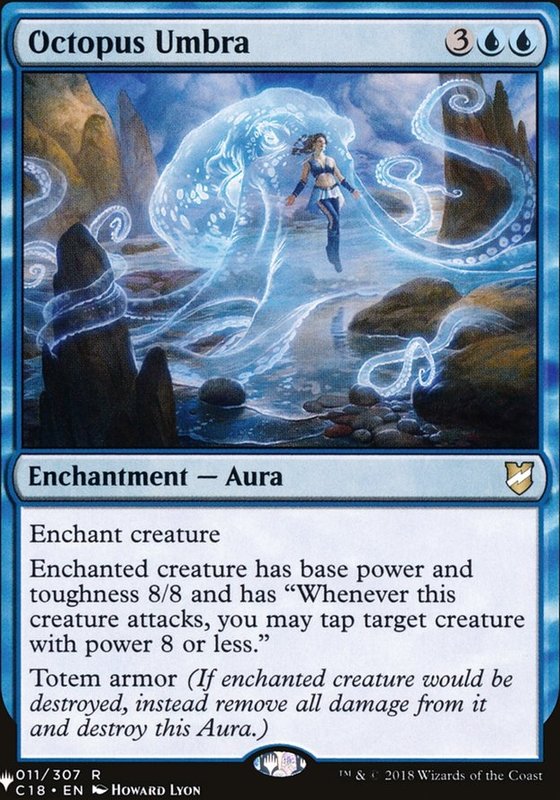 Octopus Umbra 3
Enchantment — Aura
Enchant creature
Enchanted creature has base power and
toughness 8/8 and has “Whenever this
creature attacks, you may tap target creature
with power 8 or less.”
Totem armor (If enchanted creature would be
destroyed, instead remove all damage from it
and destroy this Aura.)
011/307 R
C18 • EN Howard Lyon
™ & © 2018 Wizards of the Coast